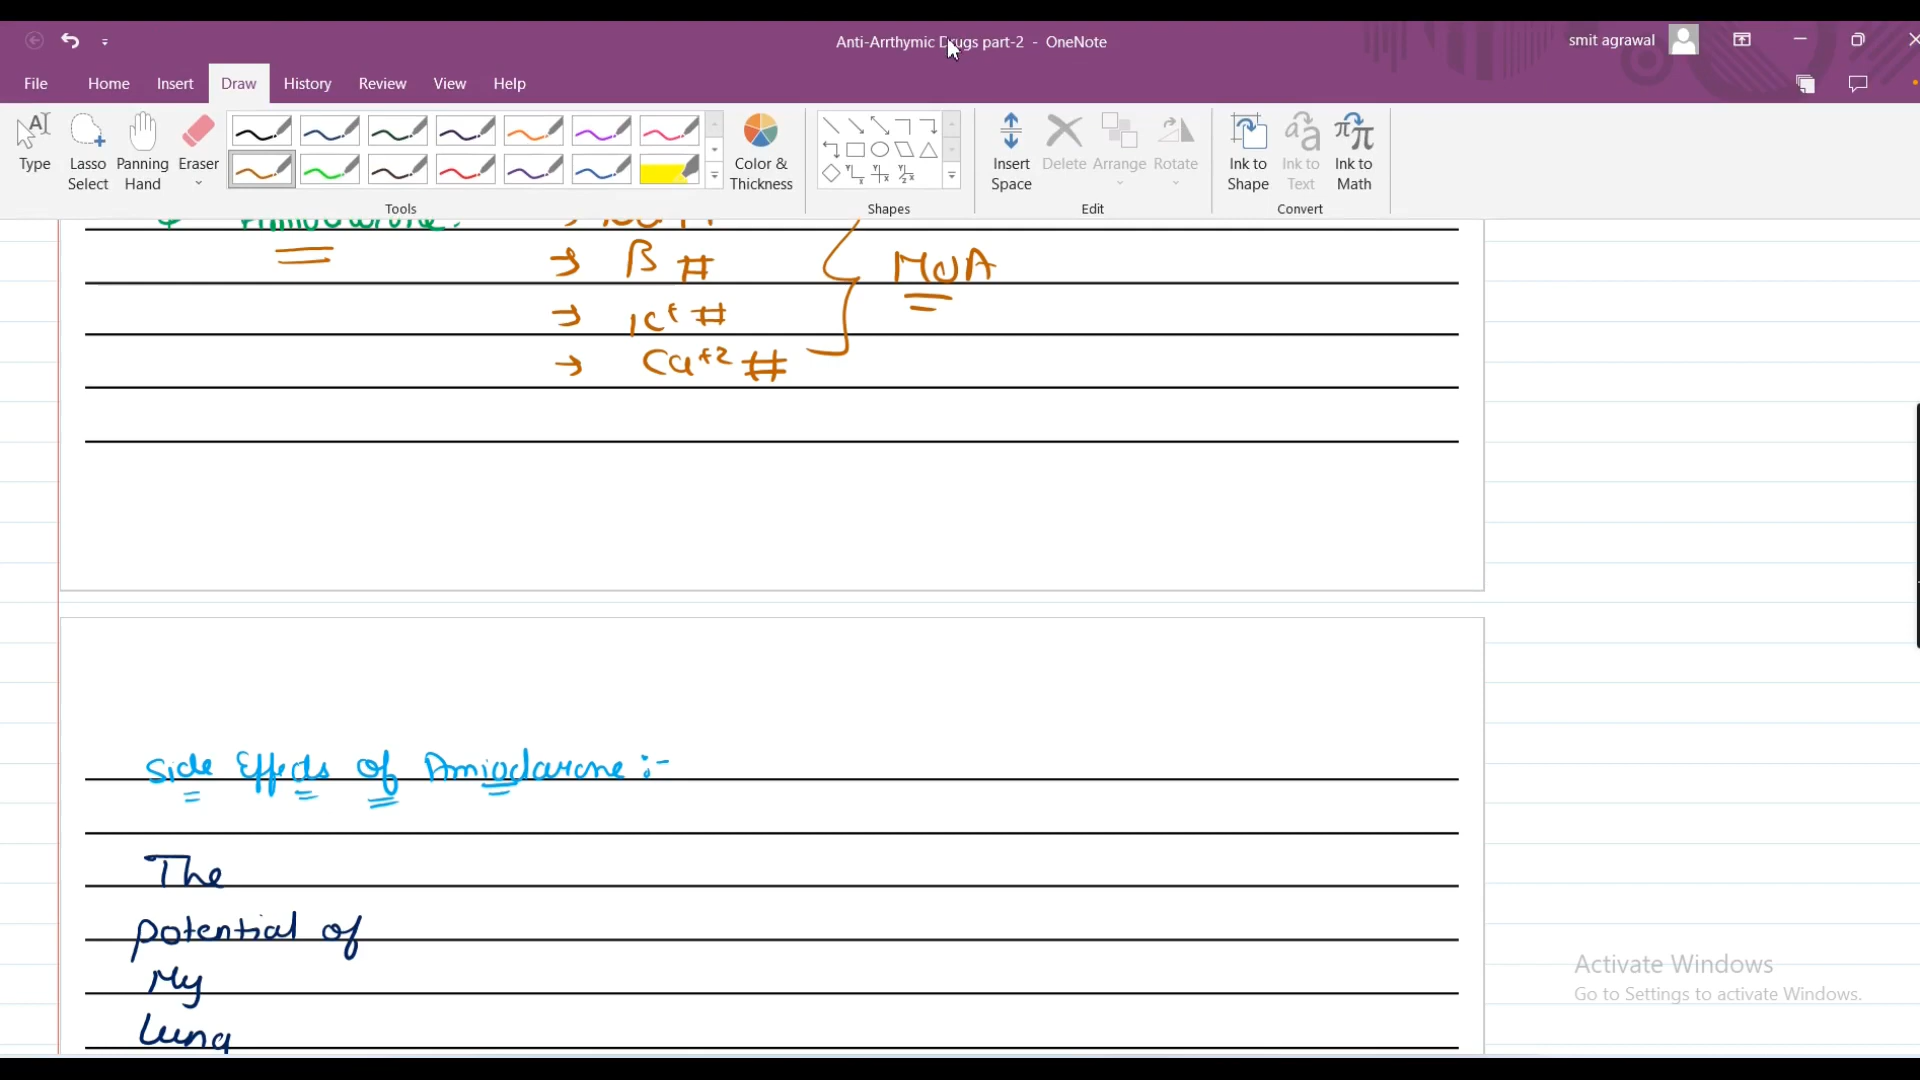 Anti-Arrthymic Drugs part-2 - OneNote
smit agrawal
File Home Insert Draw History Review View Help
Type
Lasso Select
Panning Hand
Eraser
Color & Thickness
Insert Space
Delete
Arrange
Rotate
Ink to Shape
Ink to Text
Ink to Math
Tools
Shapes
Edit
Convert
Amiodarone:
→ β #
MOA
→ K+ #
→ Ca+2 #
Side Effects of Amiodarone :-
The
potential of
My
Lung
Activate Windows
Go to Settings to activate Windows.